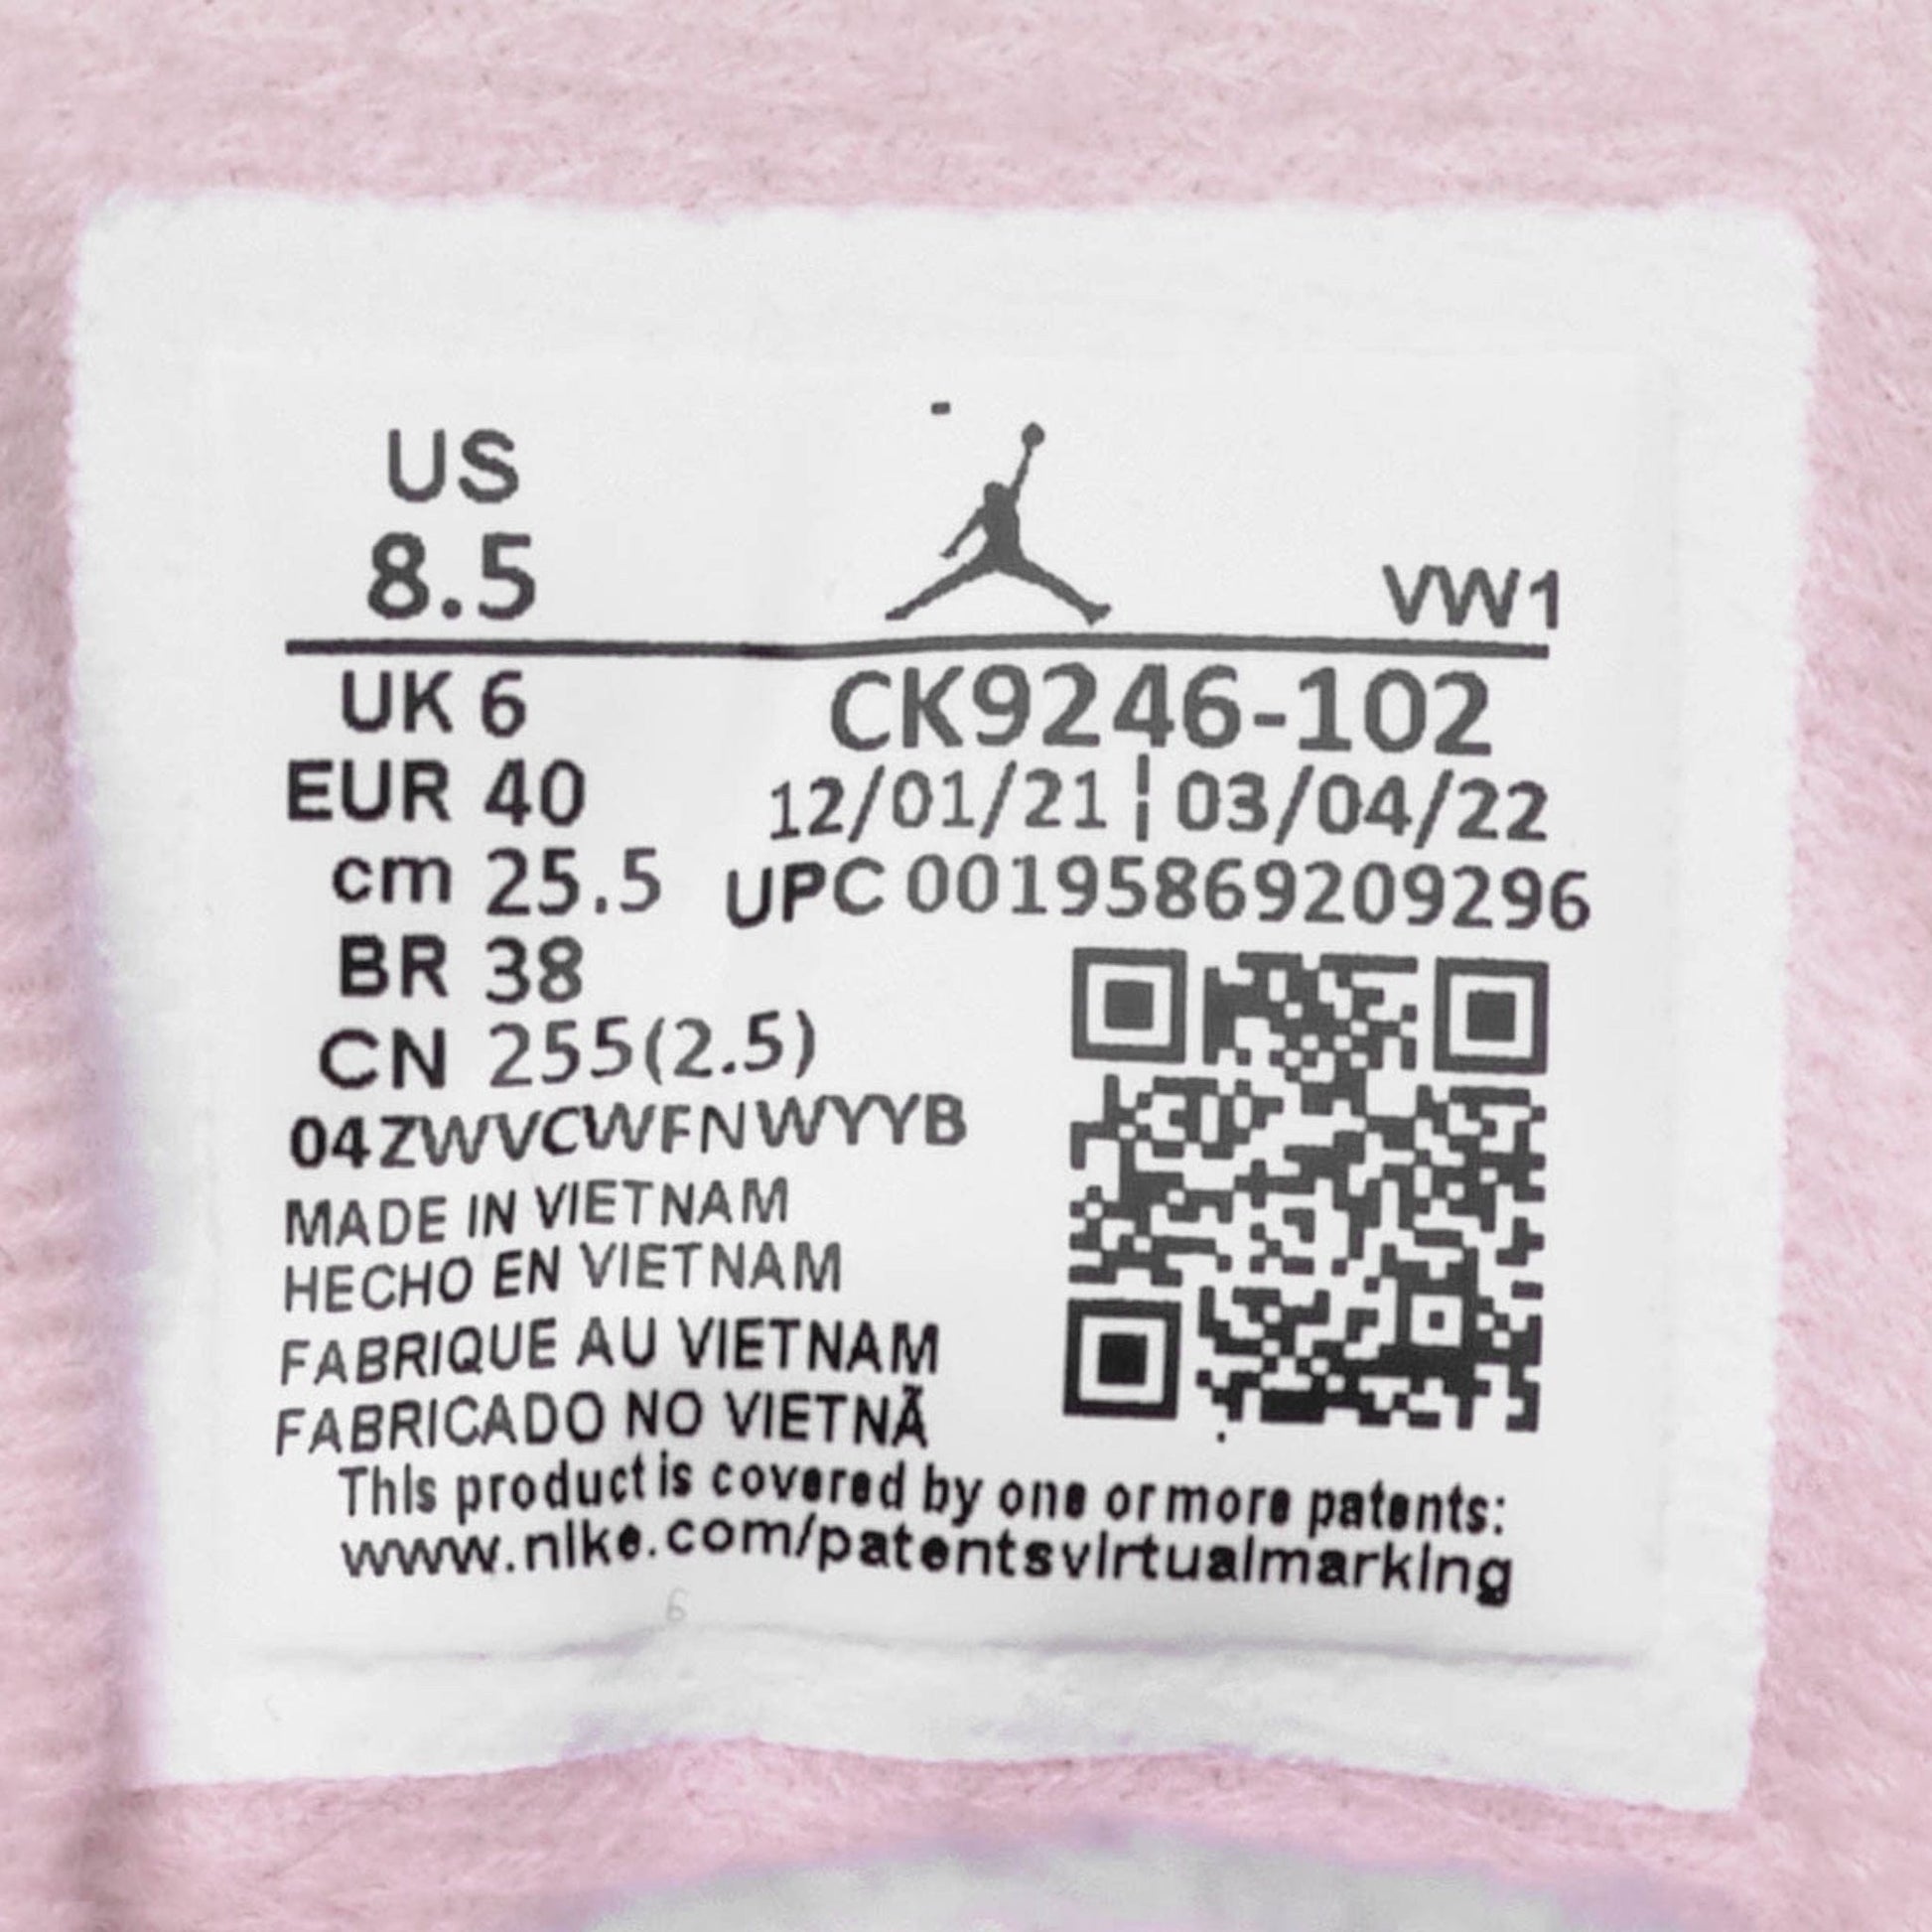 US
8.5
VW1
UK 6
CK9246-102
EUR 40
12/01/21 ¦ 03/04/22
cm 25.5
UPC 00195869209296
BR 38
CN 255(2.5)
04ZWVCWFNWYYB
MADE IN VIETNAM
HECHO EN VIETNAM
FABRIQUE AU VIETNAM
FABRICADO NO VIETNÃ
This product is covered by one or more patents:
www.nike.com/patentsvirtualmarking
6